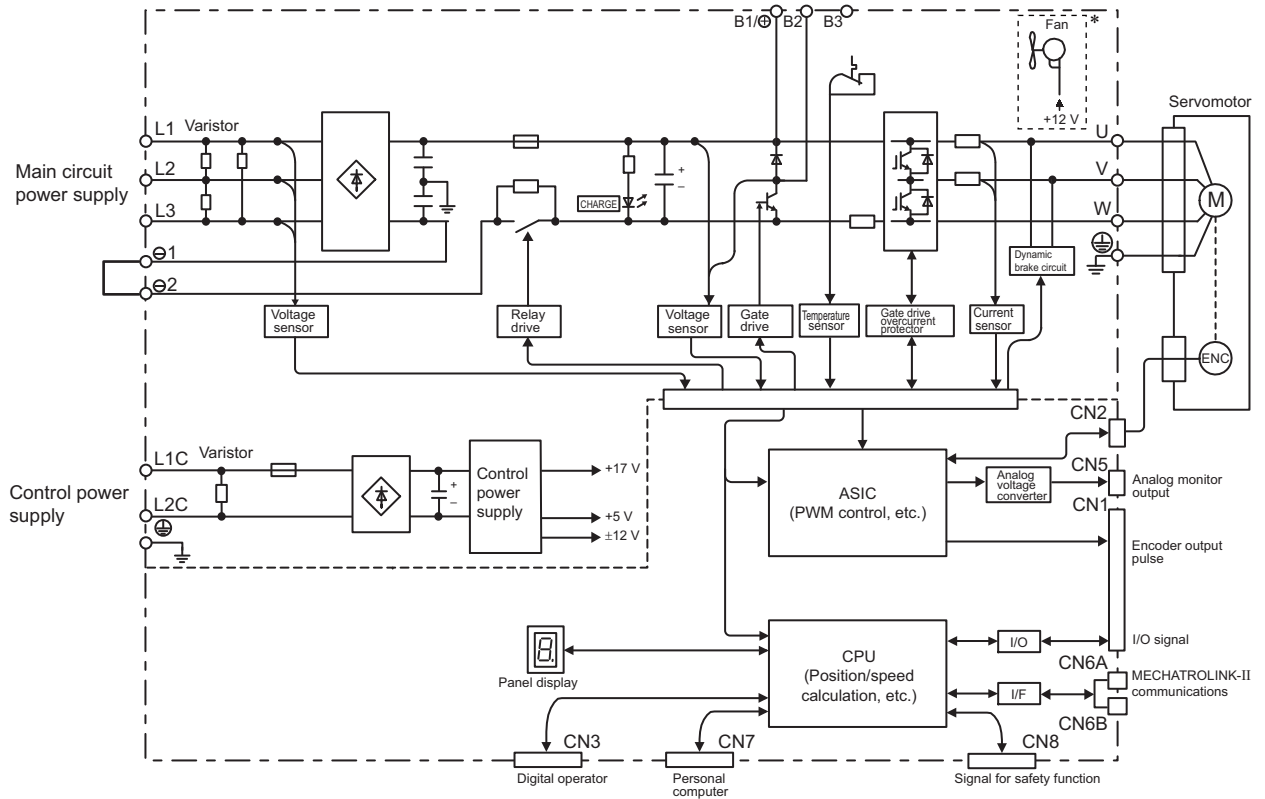 B1/⊕ B2 B3
Fan *
+12 V
Servomotor
Main circuit
power supply
L1 Varistor
L2
L3
⊖1
⊖2
CHARGE
+
–
U
V
W
M
Dynamic
brake circuit
Voltage
sensor
Relay
drive
Voltage
sensor
Gate
drive
Temperature
sensor
Gate drive
overcurrent
protector
Current
sensor
ENC
Control power
supply
L1C Varistor
L2C
+
–
Control
power
supply
+17 V
+5 V
±12 V
ASIC
(PWM control, etc.)
Analog
voltage
converter
CN2
CN5
Analog monitor
output
CN1
Encoder output
pulse
I/O signal
8.
Panel display
CPU
(Position/speed
calculation, etc.)
I/O
I/F
CN6A
MECHATROLINK-II
communications
CN6B
CN3
Digital operator
CN7
Personal
computer
CN8
Signal for safety function